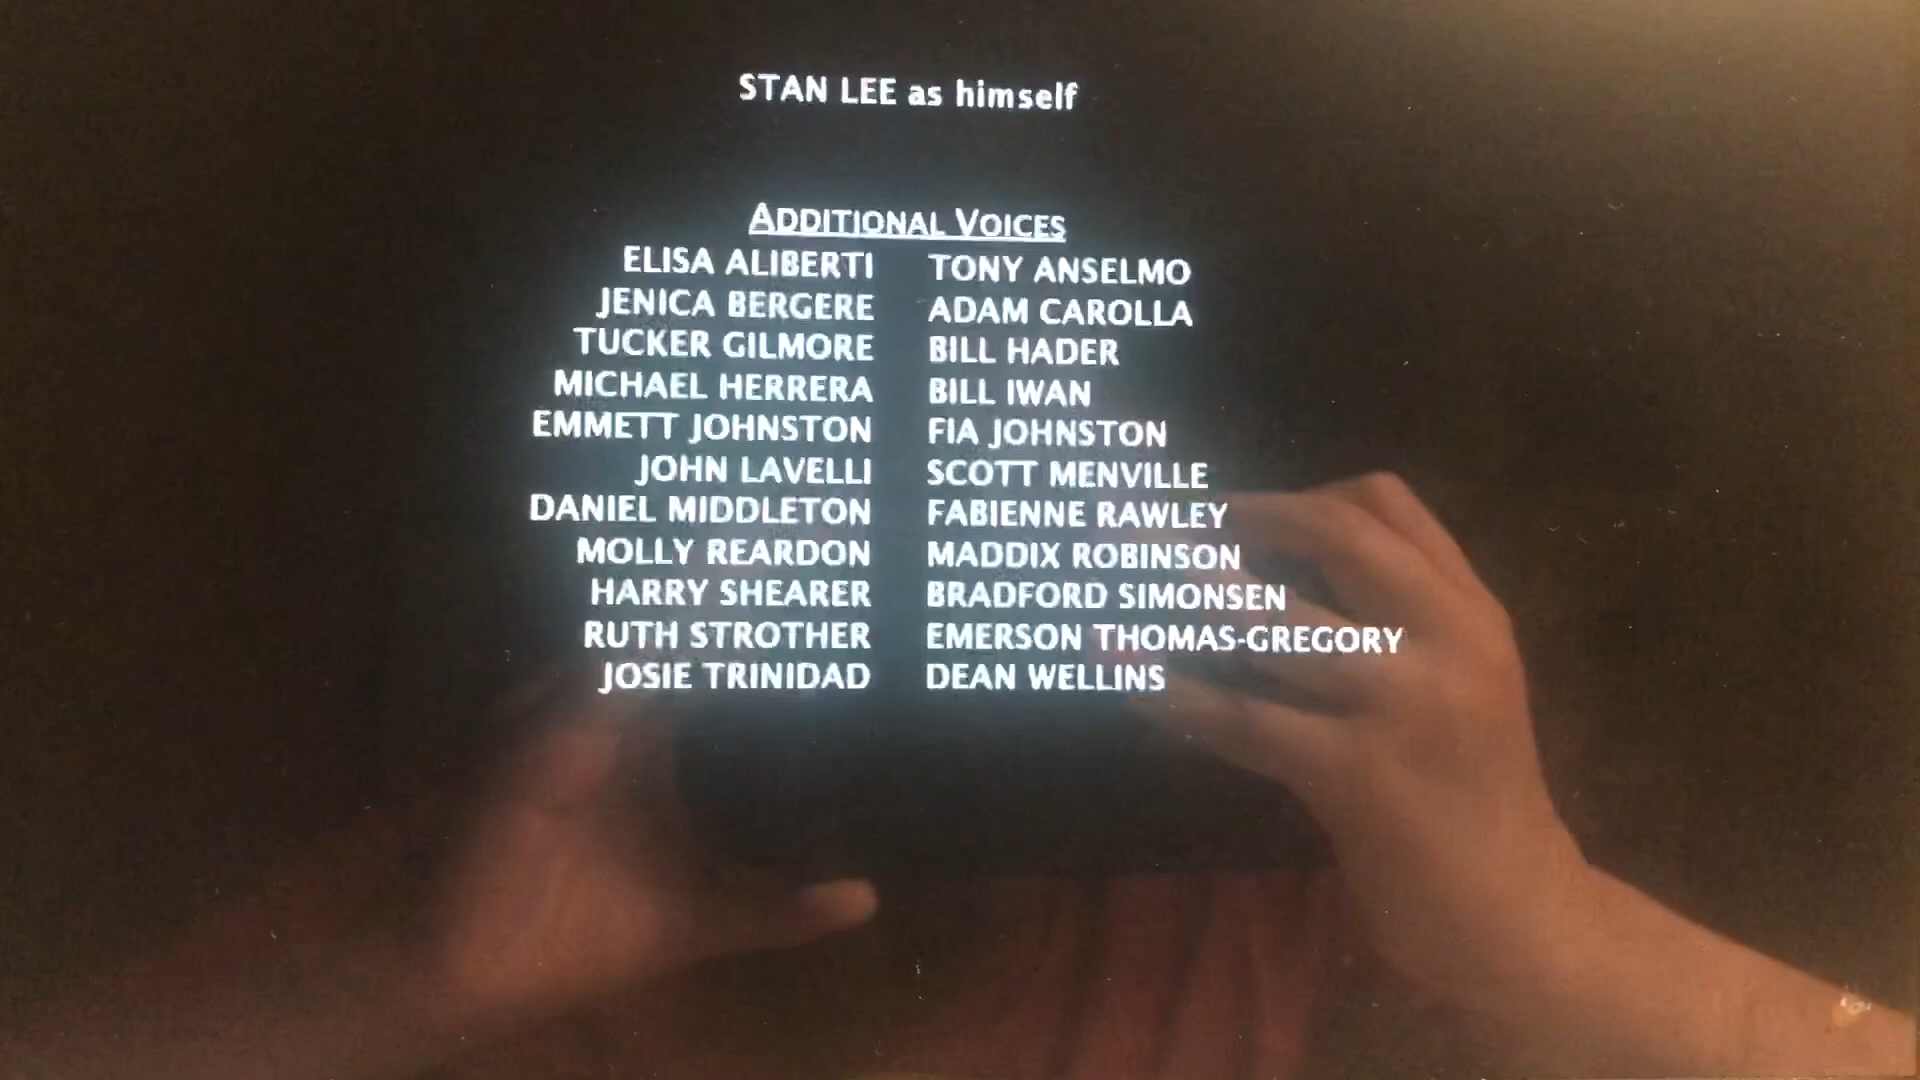 STAN LEE as himself
ADDITIONAL VOICES
ELISA ALIBERTI TONY ANSELMO
JENICA BERGERE ADAM CAROLLA
TUCKER GILMORE BILL HADER
MICHAEL HERRERA BILL IWAN
EMMETT JOHNSTON FIA JOHNSTON
JOHN LAVELLI SCOTT MENVILLE
DANIEL MIDDLETON FABIENNE RAWLEY
MOLLY REARDON MADDIX ROBINSON
HARRY SHEARER BRADFORD SIMONSEN
RUTH STROTHER EMERSON THOMAS-GREGORY
JOSIE TRINIDAD DEAN WELLINS